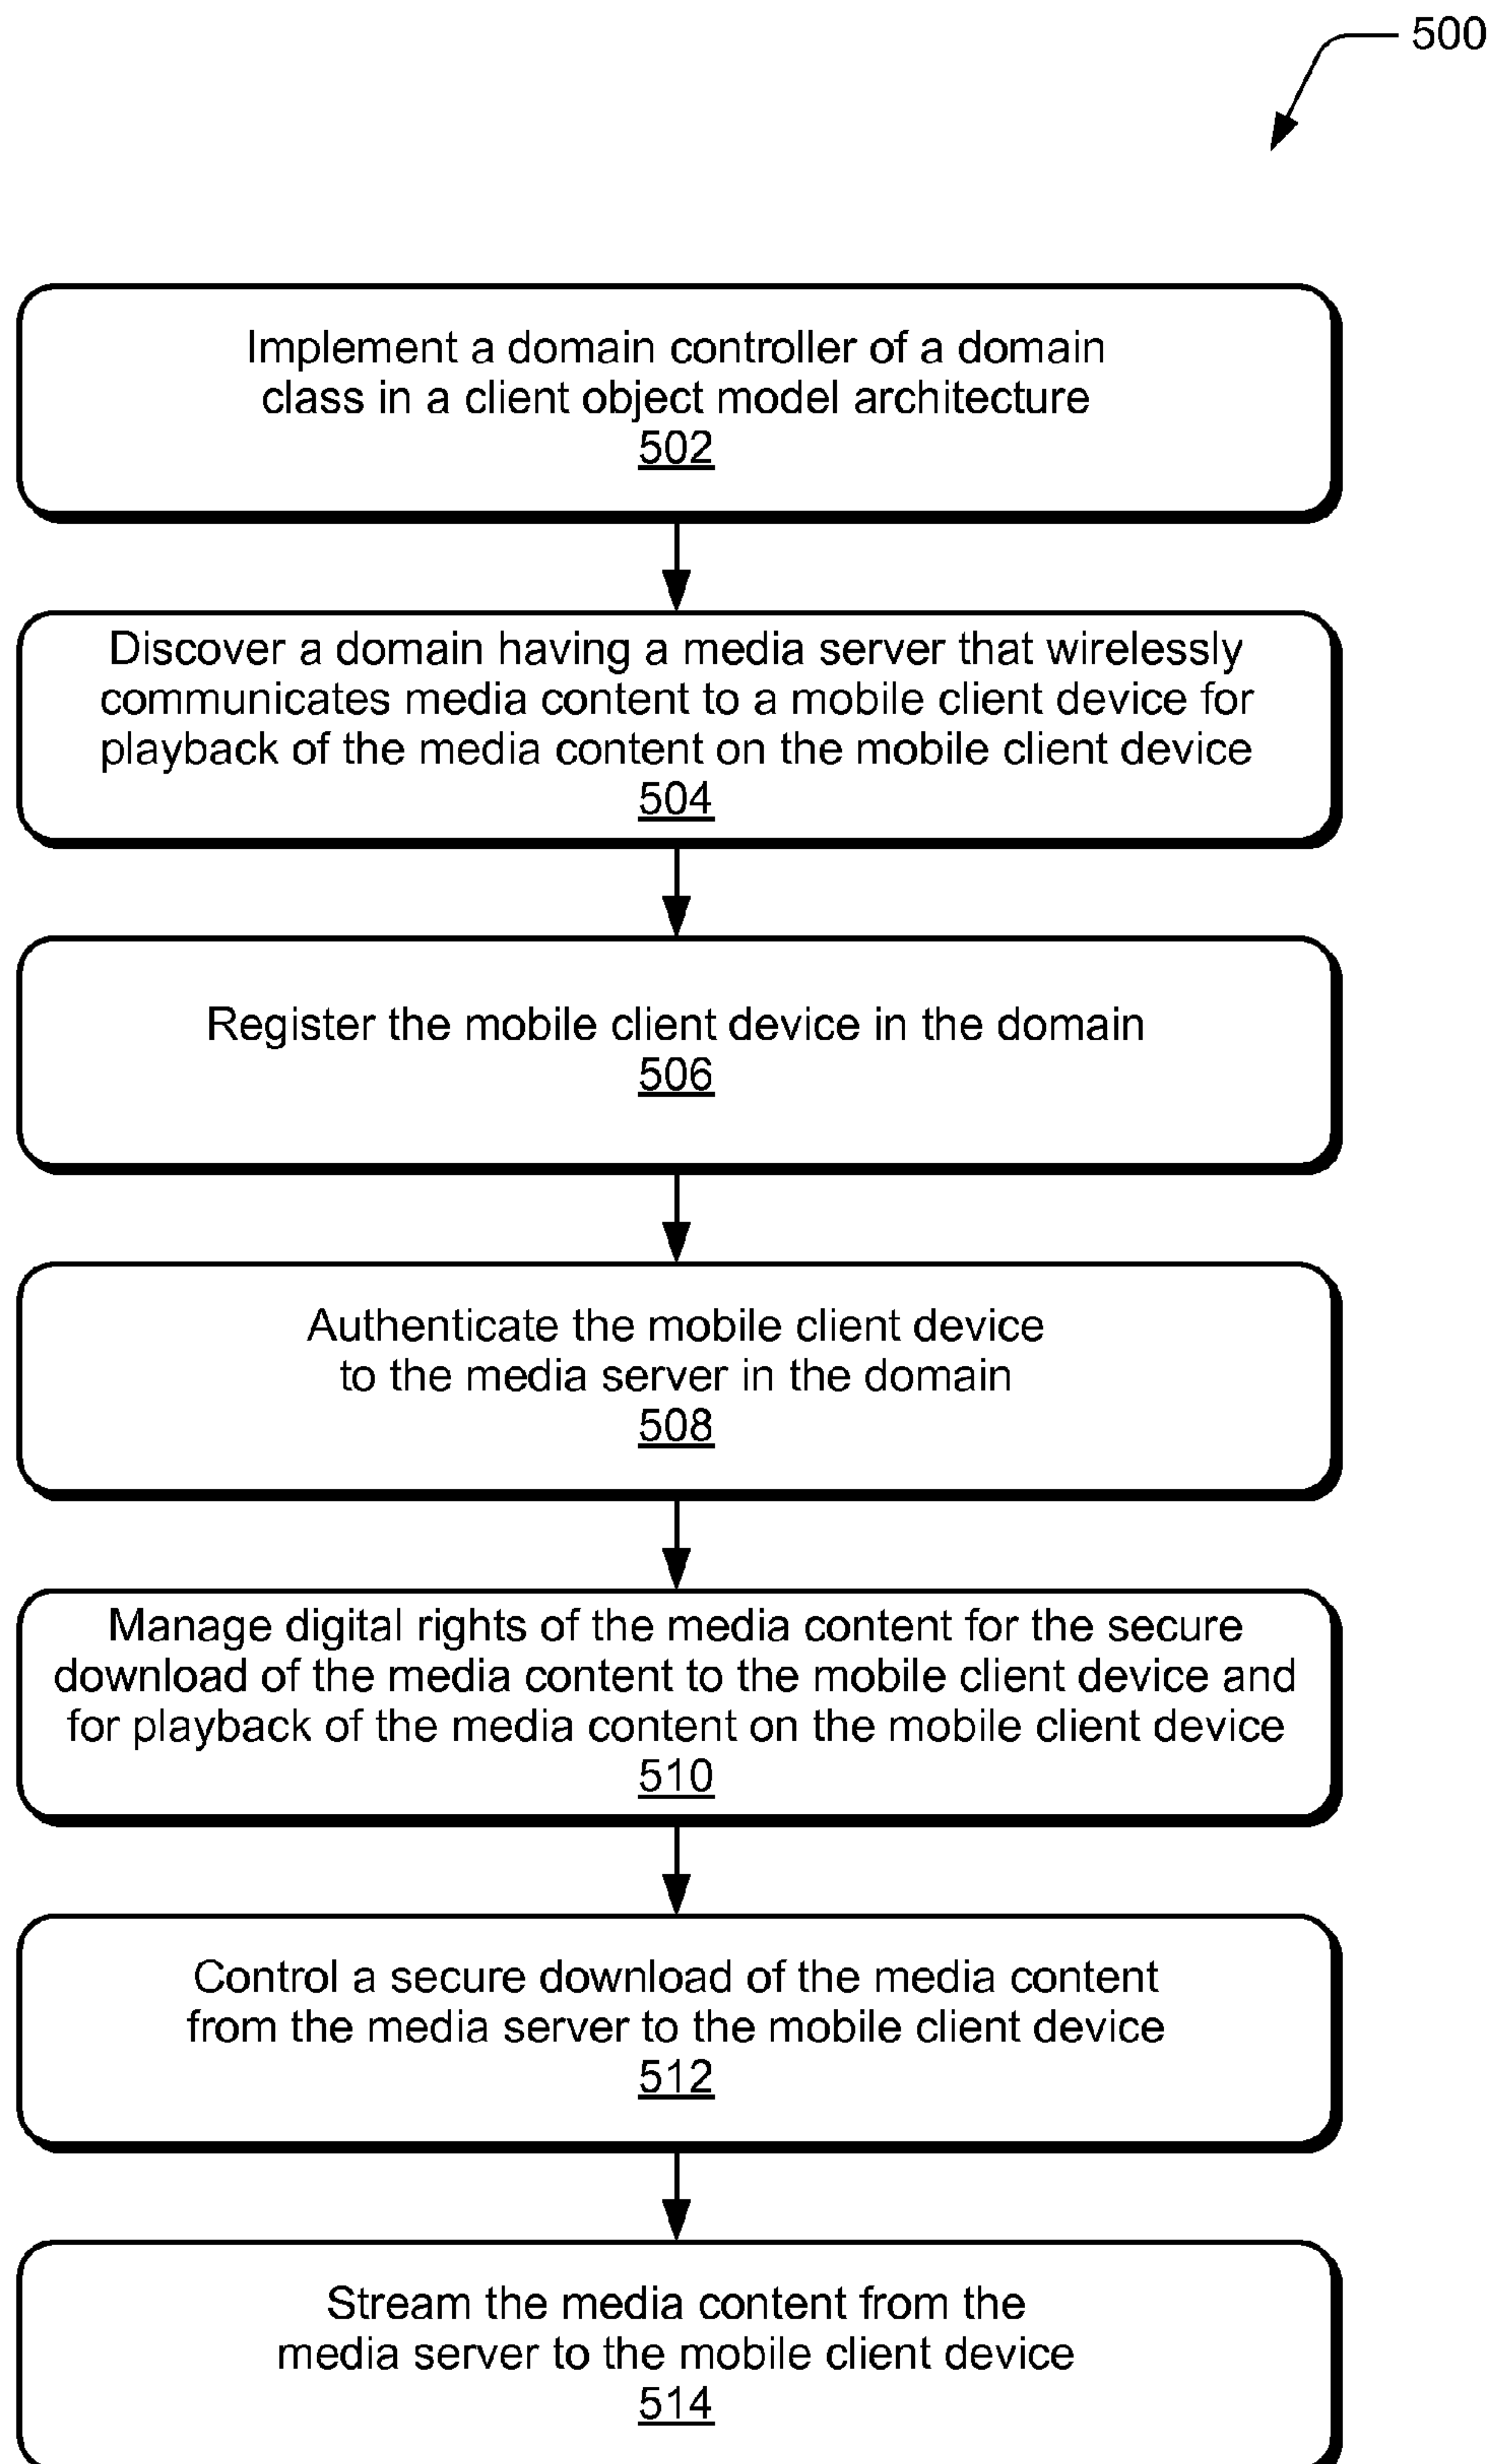 500
Implement a domain controller of a domain
class in a client object model architecture
502
Discover a domain having a media server that wirelessly
communicates media content to a mobile client device for
playback of the media content on the mobile client device
504
Register the mobile client device in the domain
506
Authenticate the mobile client device
to the media server in the domain
508
Manage digital rights of the media content for the secure
download of the media content to the mobile client device and
for playback of the media content on the mobile client device
510
Control a secure download of the media content
from the media server to the mobile client device
512
Stream the media content from the
media server to the mobile client device
514